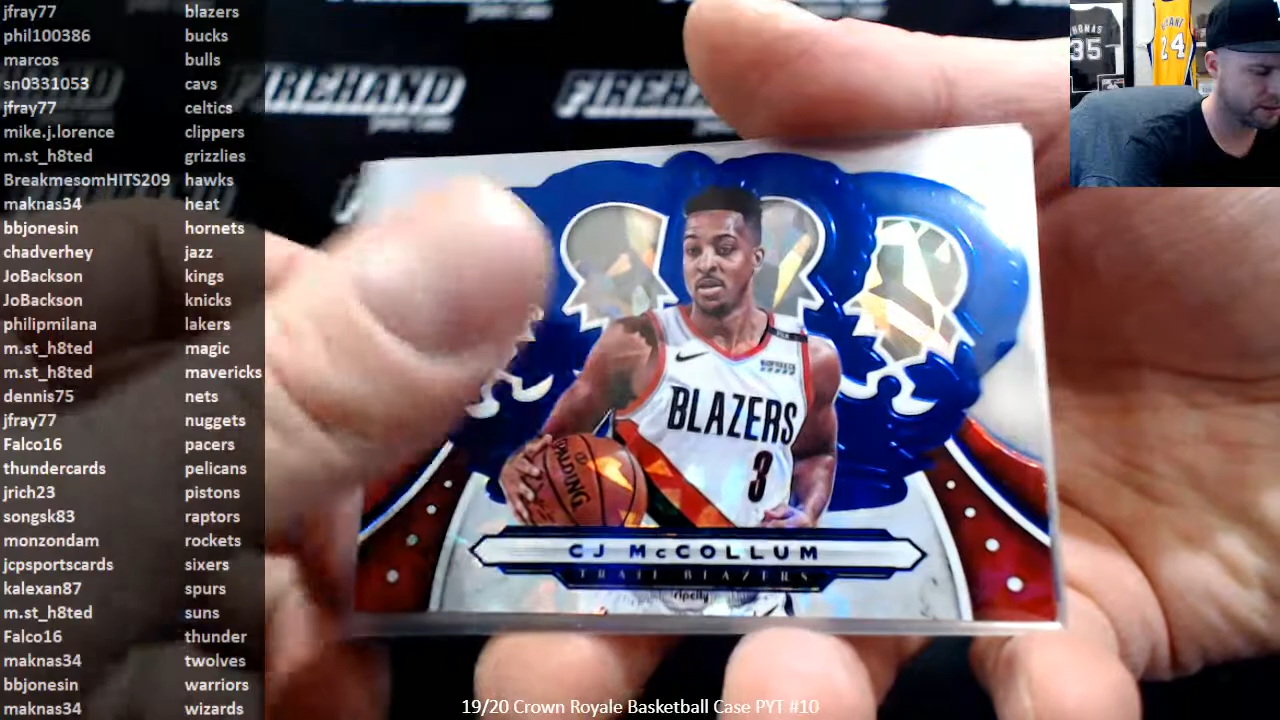 jfray77 blazers
phil100386 bucks
marcos bulls
sn0331053 cavs
jfray77 celtics
mike.j.lorence clippers
m.st_h8ted grizzlies
BreakmesomHITS209 hawks
maknas34 heat
bbjonesin hornets
chadverhey jazz
JoBackson kings
JoBackson knicks
philipmilana lakers
m.st_h8ted magic
m.st_h8ted mavericks
dennis75 nets
jfray77 nuggets
Falco16 pacers
thundercards pelicans
jrich23 pistons
songsk83 raptors
monzondam rockets
jcpsportscards sixers
kalexan87 spurs
m.st_h8ted suns
Falco16 thunder
maknas34 twolves
bbjonesin warriors
maknas34 wizards
FIREHAND
FIREHAND
35
24
SPALDING
BLAZERS
3
CJ McCOLLUM
TRAIL BLAZERS
19/20 Crown Royale Basketball Case PYT #10